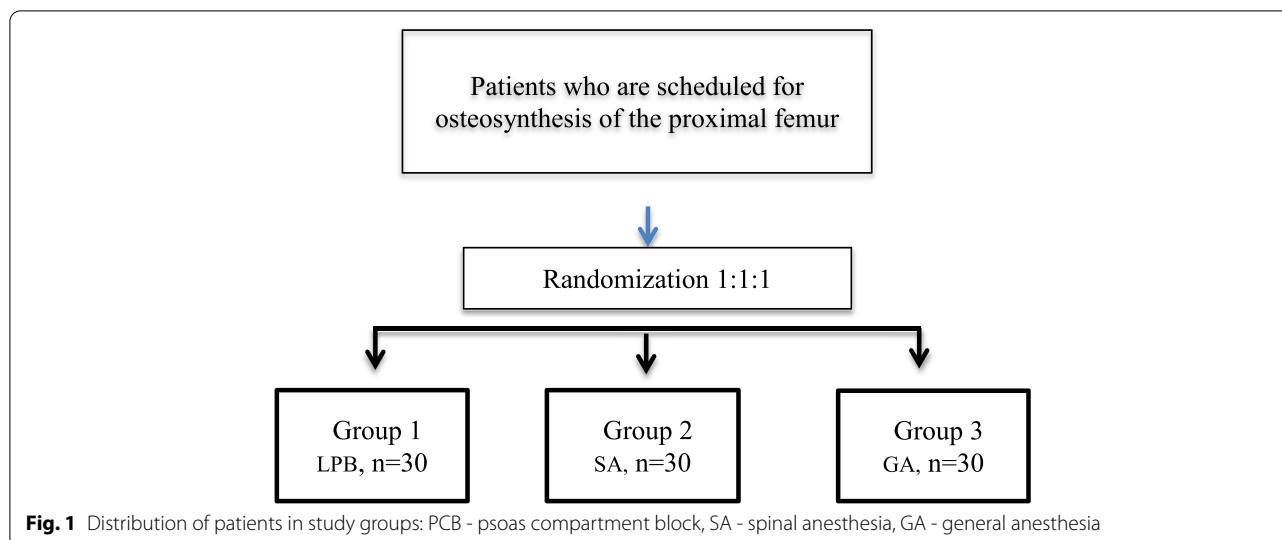 Patients who are scheduled for
osteosynthesis of the proximal femur
Randomization 1:1:1
Group 1
LPB, n=30
Group 2
SA, n=30
Group 3
GA, n=30
Fig. 1 Distribution of patients in study groups: PCB - psoas compartment block, SA - spinal anesthesia, GA - general anesthesia